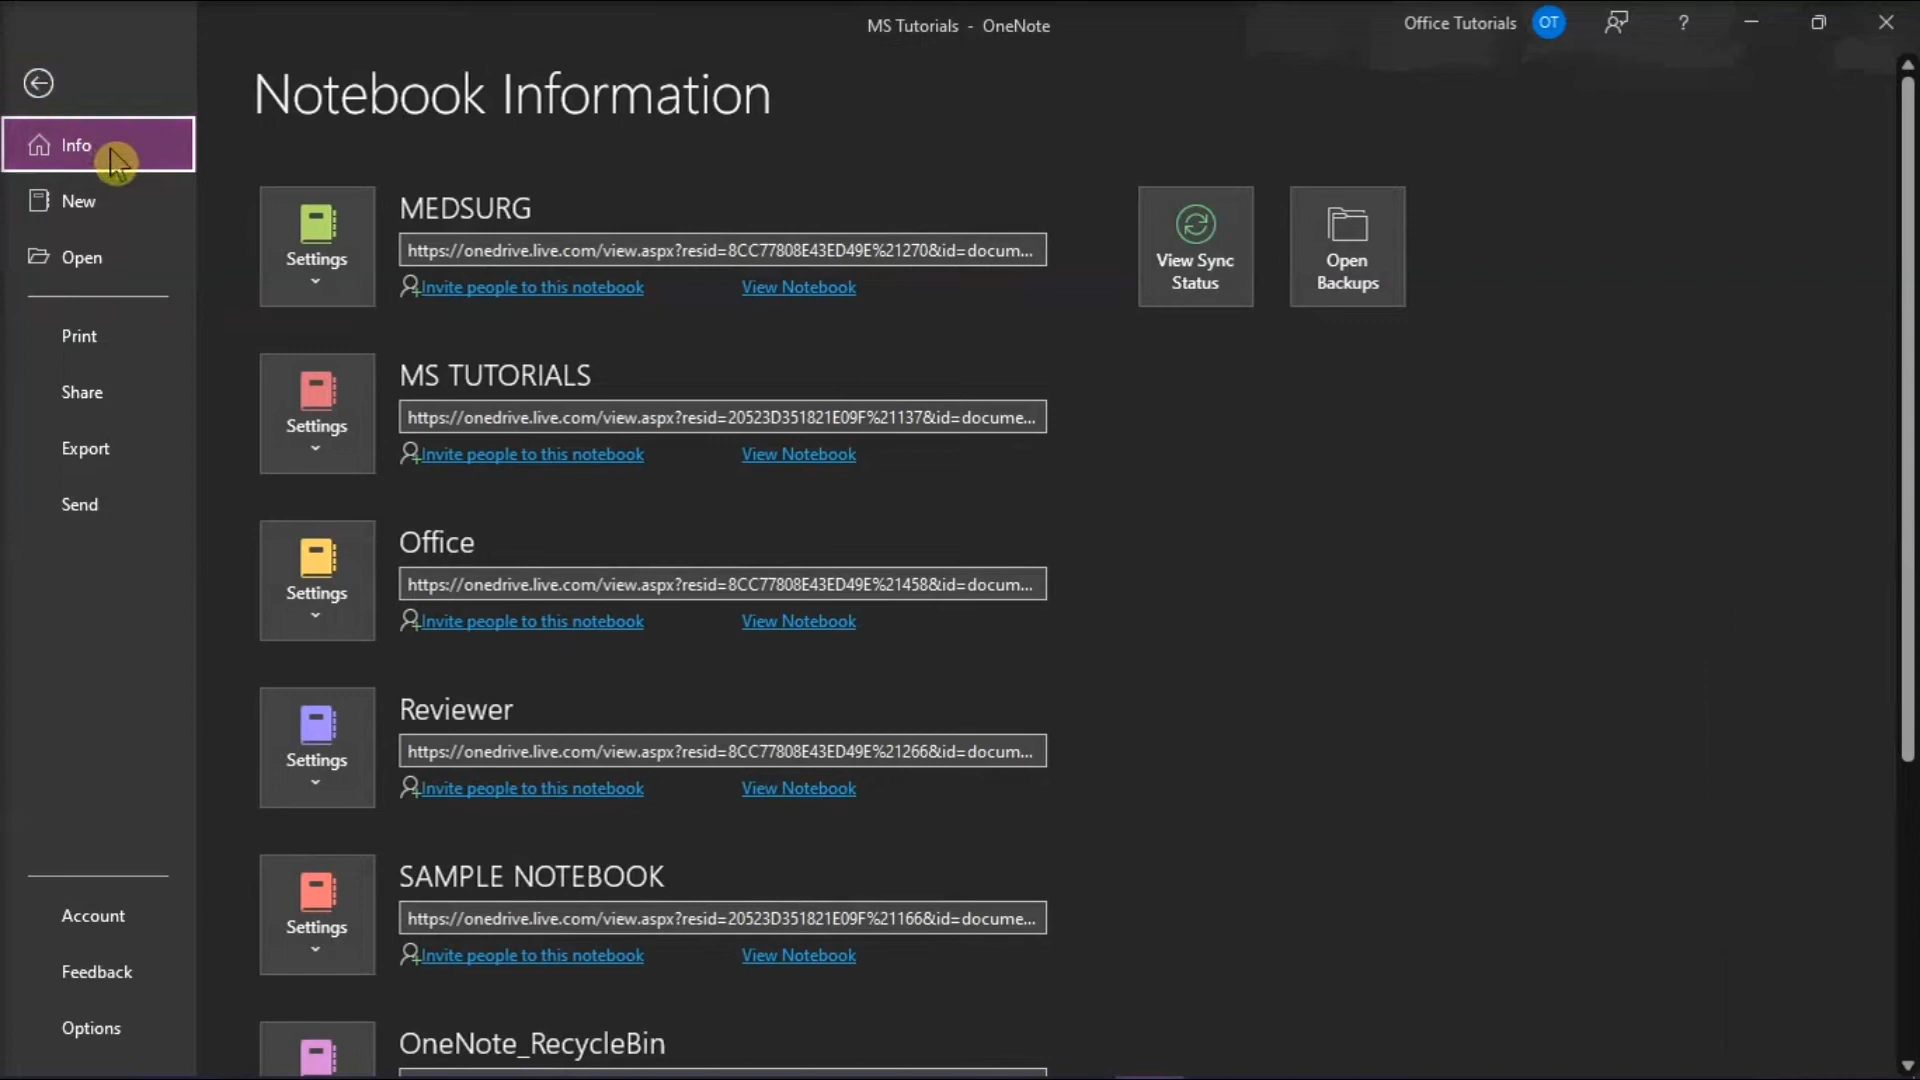 MS Tutorials - OneNote
Office Tutorials
OT
?
Notebook Information
Info
New
Open
Print
Share
Export
Send
Account
Feedback
Options
Settings
MEDSURG
https://onedrive.live.com/view.aspx?resid=8CC77808E43ED49E%21270&id=docum...
Invite people to this notebook
View Notebook
View Sync
Status
Open
Backups
Settings
MS TUTORIALS
https://onedrive.live.com/view.aspx?resid=20523D351821E09F%21137&id=docume...
Invite people to this notebook
View Notebook
Settings
Office
https://onedrive.live.com/view.aspx?resid=8CC77808E43ED49E%21458&id=docum...
Invite people to this notebook
View Notebook
Settings
Reviewer
https://onedrive.live.com/view.aspx?resid=8CC77808E43ED49E%21266&id=docum...
Invite people to this notebook
View Notebook
Settings
SAMPLE NOTEBOOK
https://onedrive.live.com/view.aspx?resid=20523D351821E09F%21166&id=docume...
Invite people to this notebook
View Notebook
OneNote_RecycleBin